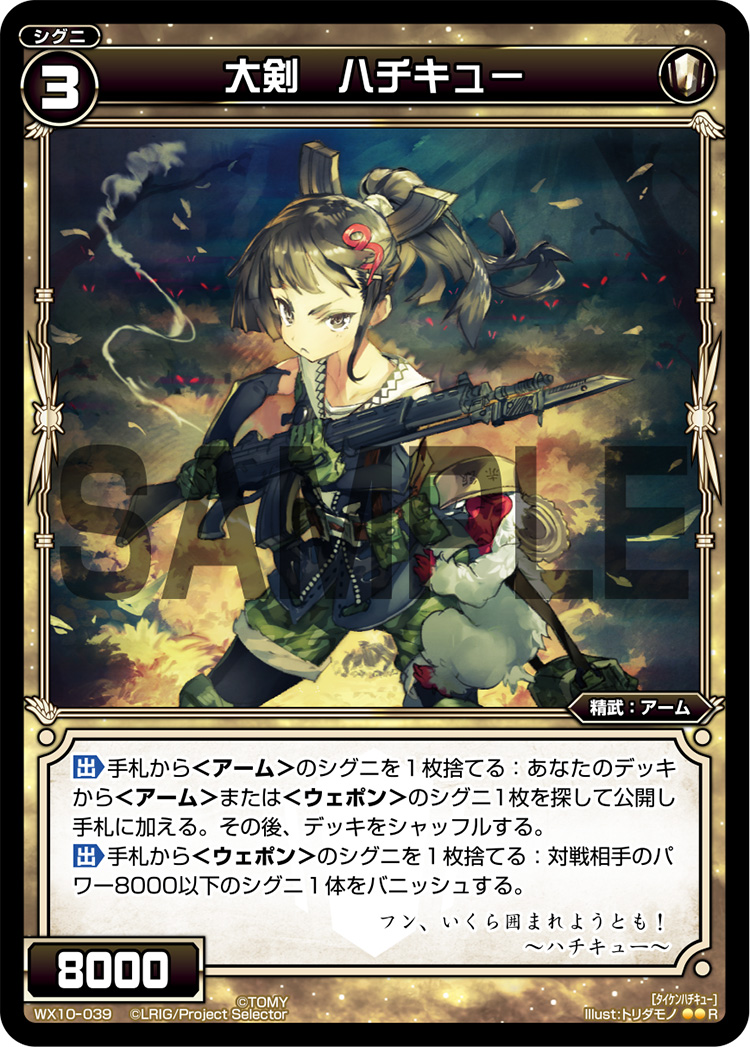 シグニ
3
大剣　ハチキュー
SAMPLE
精武：アーム
出手札から<アーム>のシグニを１枚捨てる：あなたのデッキ
から<アーム>または<ウェポン>のシグニ1枚を探して公開し
手札に加える。その後、デッキをシャッフルする。
出手札から<ウェポン>のシグニを１枚捨てる：対戦相手のパ
ワー8000以下のシグニ１体をバニッシュする。
フン、いくら囲まれようとも！
～ハチキュー～
8000
©TOMY
[タイケンハチキュー]
WX10-039 ©LRIG/Project Selector
Illust:トリダモノ R